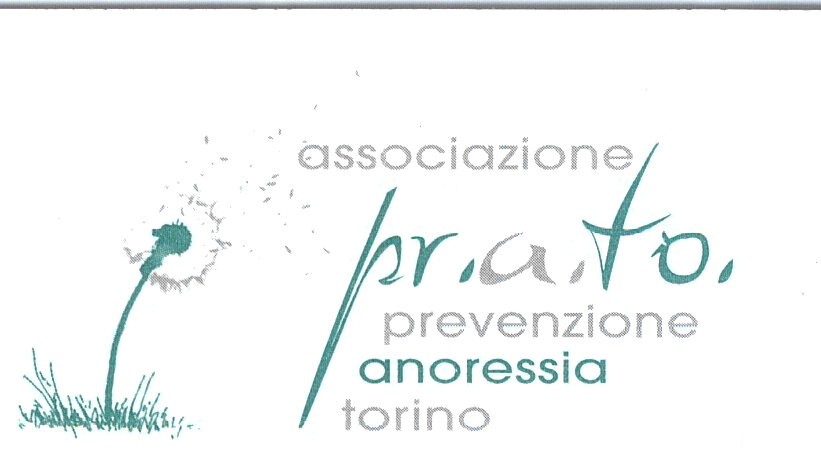 associazione
pr.a.to.
prevenzione
anoressia
torino